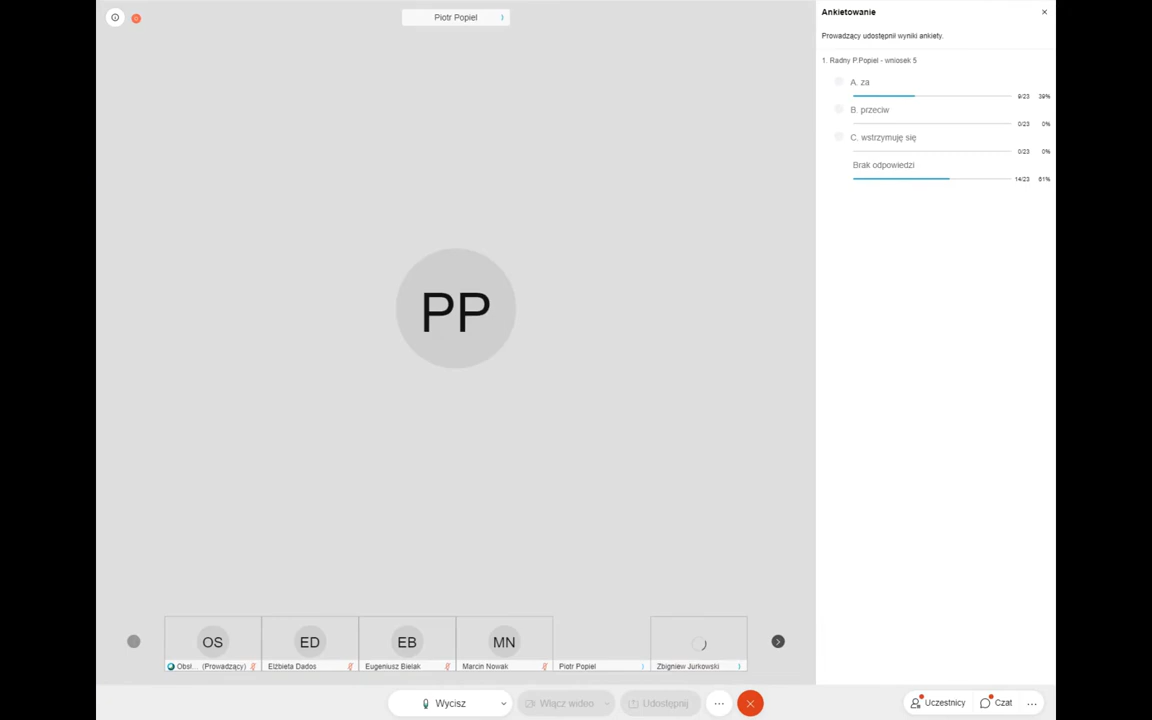 Piotr Popiel
Ankietowanie
Prowadzący udostępnił wyniki ankiety.
1. Radny P.Popiel - wniosek 5
A. za
9/23 39%
B. przeciw
0/23 0%
C. wstrzymuję się
0/23 0%
Brak odpowiedzi
14/23 61%
PP
OS ED EB MN
Obsł... (Prowadzący) Elżbieta Dados Eugeniusz Bielak Marcin Nowak Piotr Popiel Zbigniew Jurkowski
Wycisz Włącz wideo Udostępnij Uczestnicy Czat